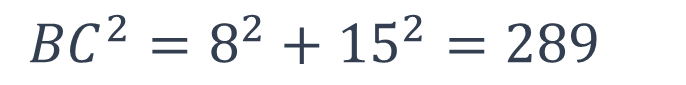 BC² = 8² + 15² = 289